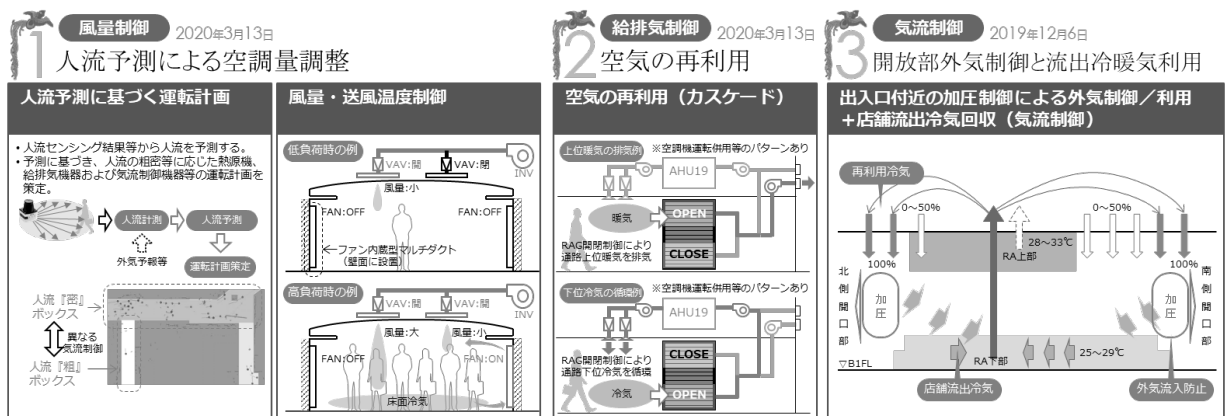 1
風量制御 2020年3月13日
人流予測による空調量調整
人流予測に基づく運転計画
・人流センシング結果等から人流を予測する。
・予測に基づき、人流の粗密等に応じた熱源機、
給排気機器および気流制御機器等の運転計画を
策定。
人流計測
人流予測
外気予報等
運転計画策定
人流『密』
ボックス
異なる
気流制御
人流『粗』
ボックス
風量・送風温度制御
低負荷時の例
VAV:開
VAV:閉
INV
風量:小
FAN:OFF
FAN:OFF
ファン内蔵型マルチダクト
(壁面に設置)
高負荷時の例
VAV:開
VAV:開
INV
風量:大
風量:小
FAN:OFF
FAN:ON
床面冷気
2
給排気制御 2020年3月13日
空気の再利用
空気の再利用(カスケード)
上位暖気の排気例
※空調機運転併用等のパターンあり
AHU19
暖気
OPEN
CLOSE
RAG開閉制御により
通路上位暖気を排気
下位冷気の循環例
※空調機運転併用等のパターンあり
AHU19
RAG開閉制御により
通路下位冷気を循環
CLOSE
冷気
OPEN
3
気流制御 2019年12月6日
開放部外気制御と流出冷暖気利用
出入口付近の加圧制御による外気制御/利用
+店舗流出冷気回収(気流制御)
再利用冷気
0~50%
0~50%
28~33℃
RA上部
100%
100%
北側開口部
加圧
加圧
南側開口部
25~29℃
RA下部
▽B1FL
店舗流出冷気
外気流入防止